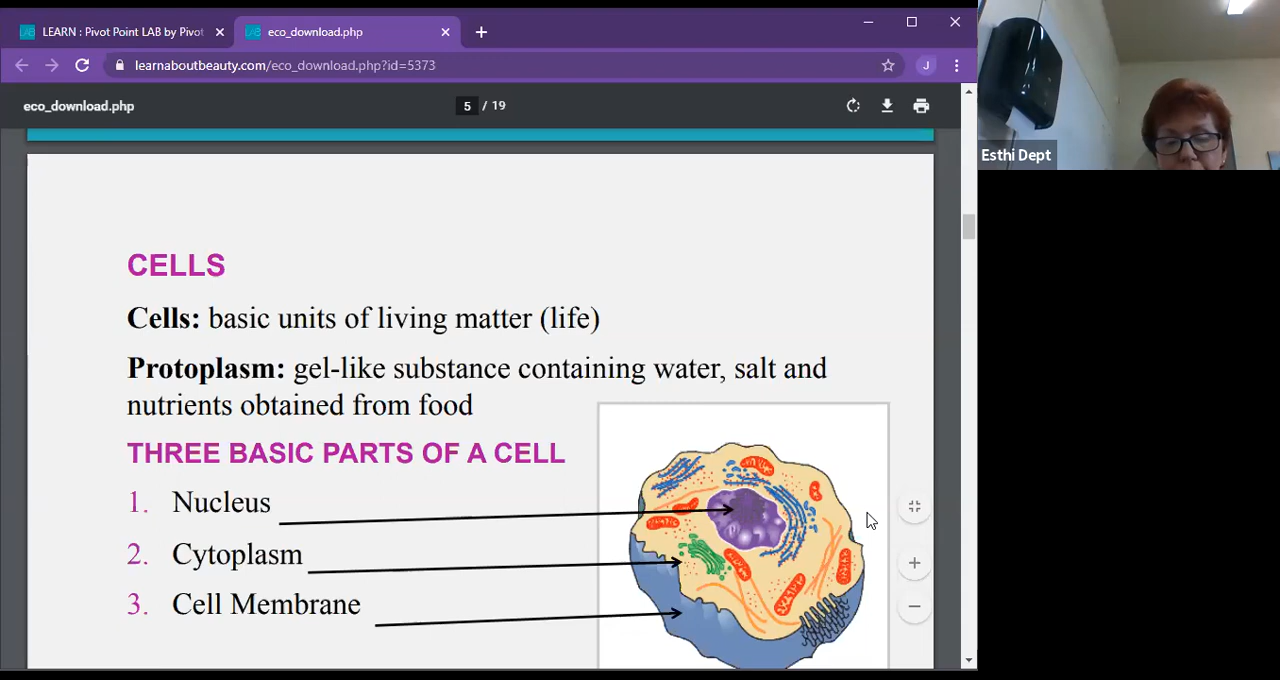 LEARN : Pivot Point LAB by Pivot
eco_download.php
learnaboutbeauty.com/eco_download.php?id=5373
J
eco_download.php
5 / 19
Esthi Dept
CELLS
Cells: basic units of living matter (life)
Protoplasm: gel-like substance containing water, salt and
nutrients obtained from food
THREE BASIC PARTS OF A CELL
1. Nucleus
2. Cytoplasm
3. Cell Membrane